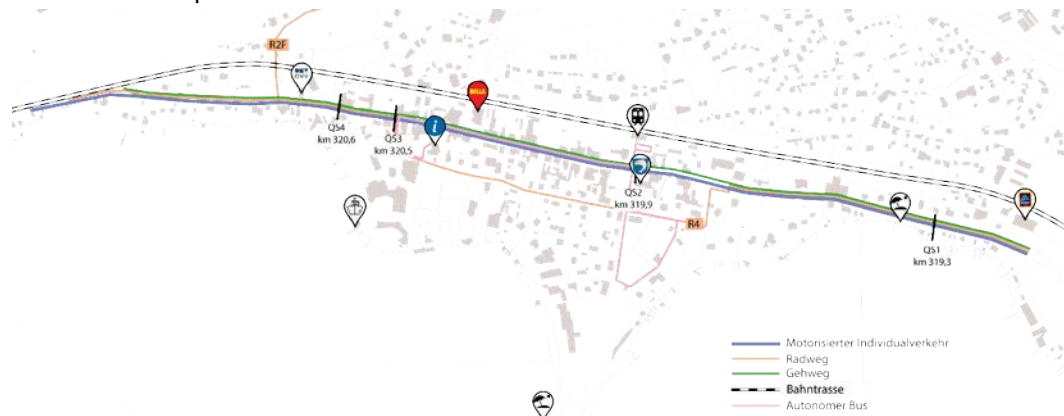 R2F
BILLA
QS4
km 320,6
QS3
km 320,5
i
QS2
km 319,9
R4
QS1
km 319,3
Motorisierter Individualverkehr
Radweg
Gehweg
Bahntrasse
Autonomer Bus